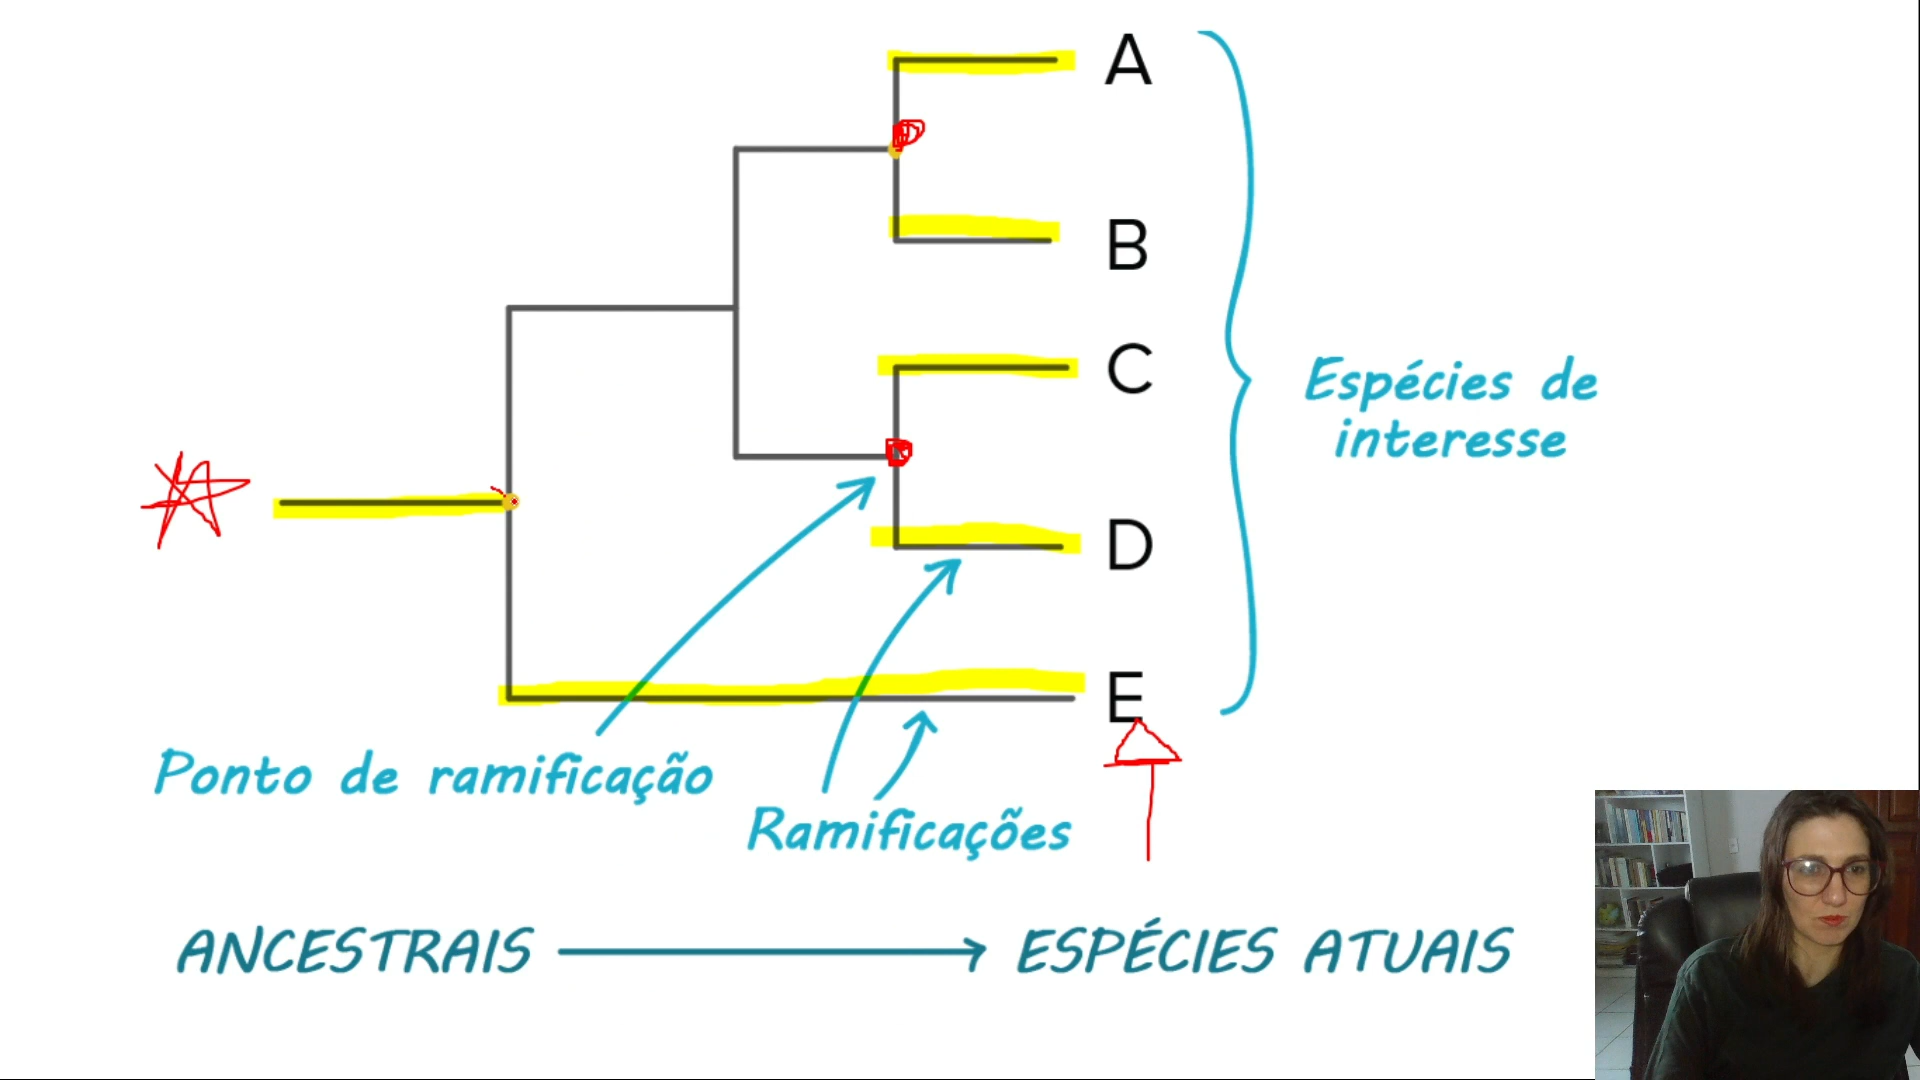 A
B
C
Espécies de
interesse
D
E
Ponto de ramificação
Ramificações
ANCESTRAIS
ESPÉCIES ATUAIS